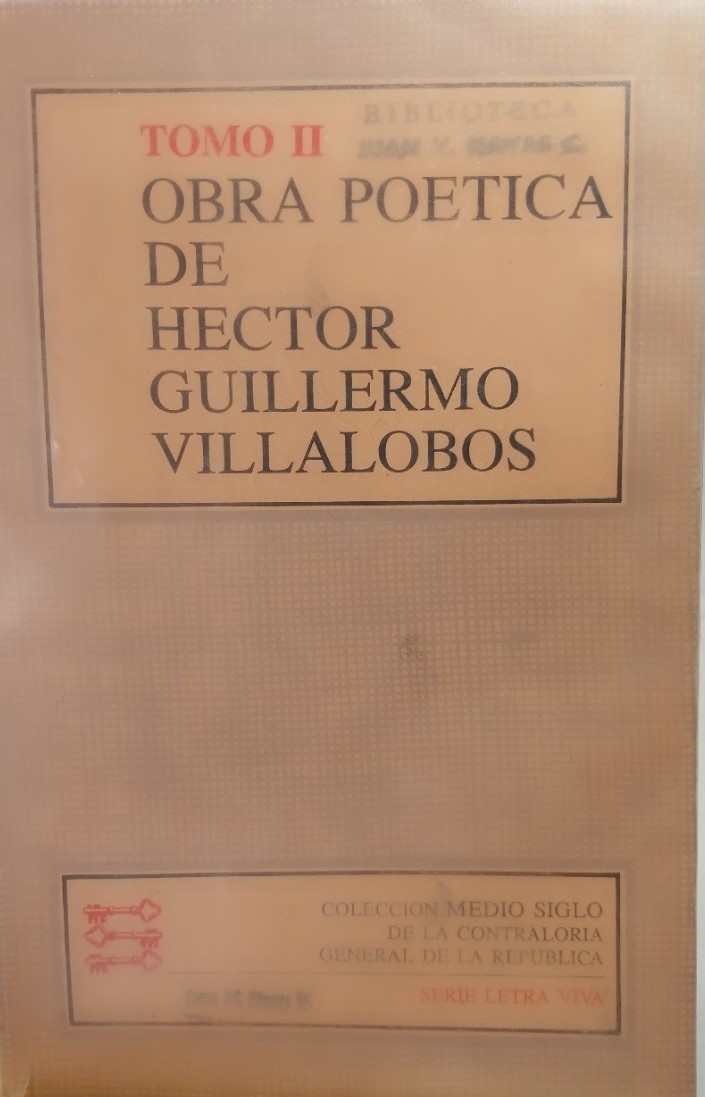 BIBLIOTECA
TOMO II
OBRA POETICA
DE
HECTOR
GUILLERMO
VILLALOBOS
COLECCION MEDIO SIGLO
DE LA CONTRALORIA
GENERAL DE LA REPUBLICA
SERIE LETRA VIVA